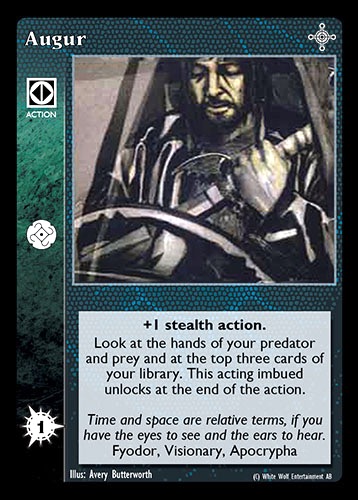 Augur
ACTION
1
+1 stealth action.
Look at the hands of your predator
and prey and at the top three cards of
your library. This acting imbued
unlocks at the end of the action.
Time and space are relative terms, if you
have the eyes to see and the ears to hear.
Fyodor, Visionary, Apocrypha
Illus: Avery Butterworth
(C) White Wolf Entertainment AB